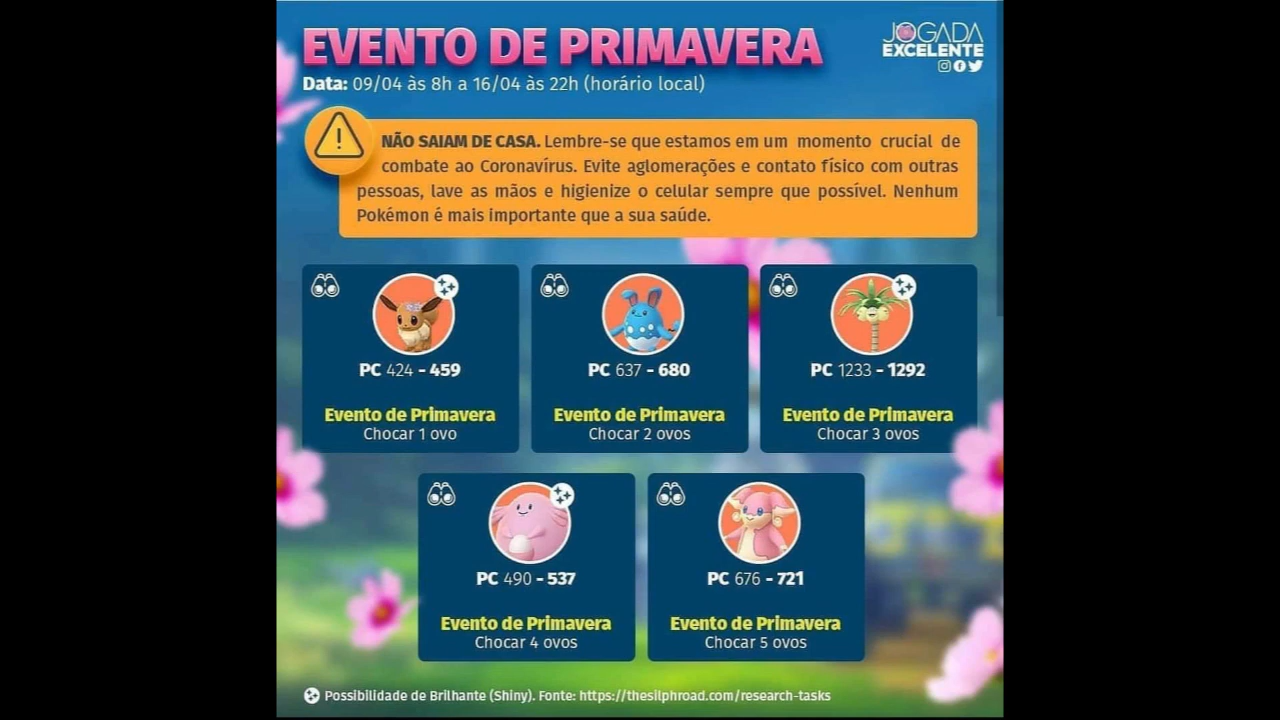 EVENTO DE PRIMAVERA
JOGADA
EXCELENTE
Data: 09/04 às 8h a 16/04 às 22h (horário local)
NÃO SAIAM DE CASA. Lembre-se que estamos em um momento crucial de
combate ao Coronavírus. Evite aglomerações e contato físico com outras
pessoas, lave as mãos e higienize o celular sempre que possível. Nenhum
Pokémon é mais importante que a sua saúde.
PC 424 - 459
Evento de Primavera
Chocar 1 ovo
PC 637 - 680
Evento de Primavera
Chocar 2 ovos
PC 1233 - 1292
Evento de Primavera
Chocar 3 ovos
PC 490 - 537
Evento de Primavera
Chocar 4 ovos
PC 676 - 721
Evento de Primavera
Chocar 5 ovos
Possibilidade de Brilhante (Shiny). Fonte: https://thesilphroad.com/research-tasks